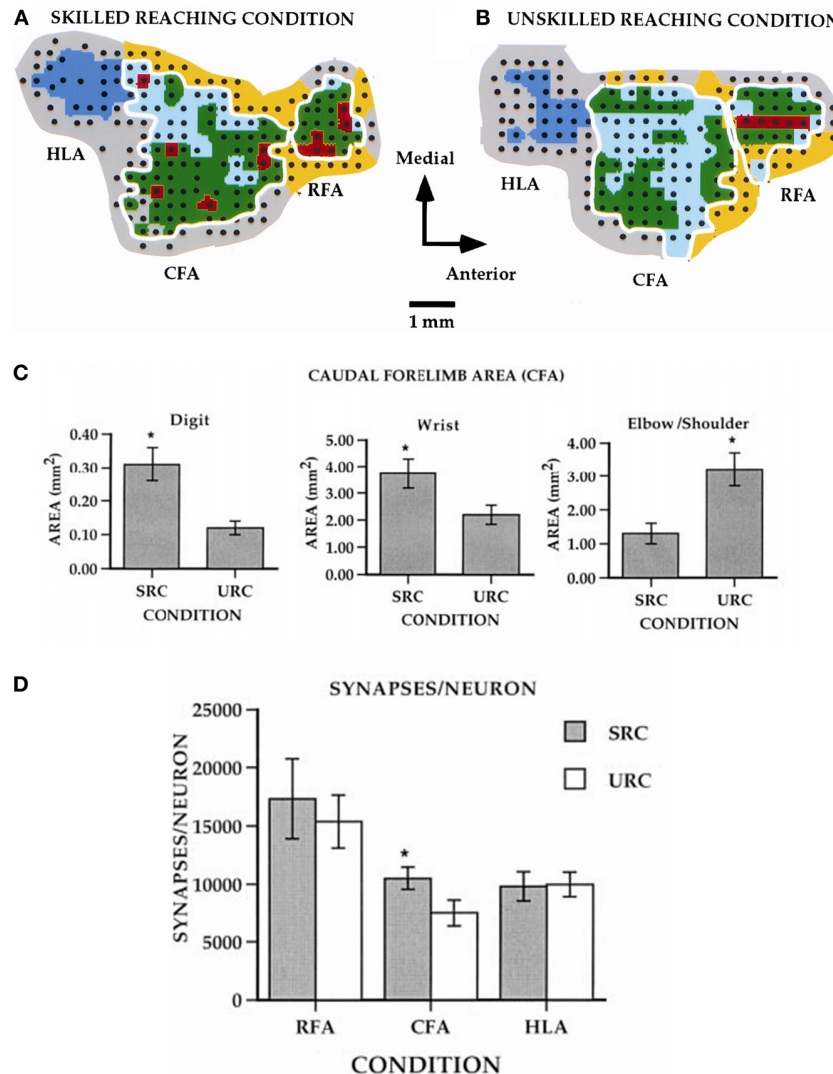 A SKILLED REACHING CONDITION
B UNSKILLED REACHING CONDITION
HLA
RFA
CFA
Medial
Anterior
1 mm
HLA
RFA
CFA
C
CAUDAL FORELIMB AREA (CFA)
Digit
AREA (mm2)
0.40
*
0.30
0.20
0.10
0.00
SRC URC
CONDITION
Wrist
AREA (mm2)
5.00
*
4.00
3.00
2.00
1.00
0.00
SRC URC
CONDITION
Elbow/Shoulder
AREA (mm2)
4.00
*
3.00
2.00
1.00
0.00
SRC URC
CONDITION
D
SYNAPSES/NEURON
SYNAPSES/NEURON
25000
20000
15000
10000
5000
0
*
SRC
URC
RFA CFA HLA
CONDITION